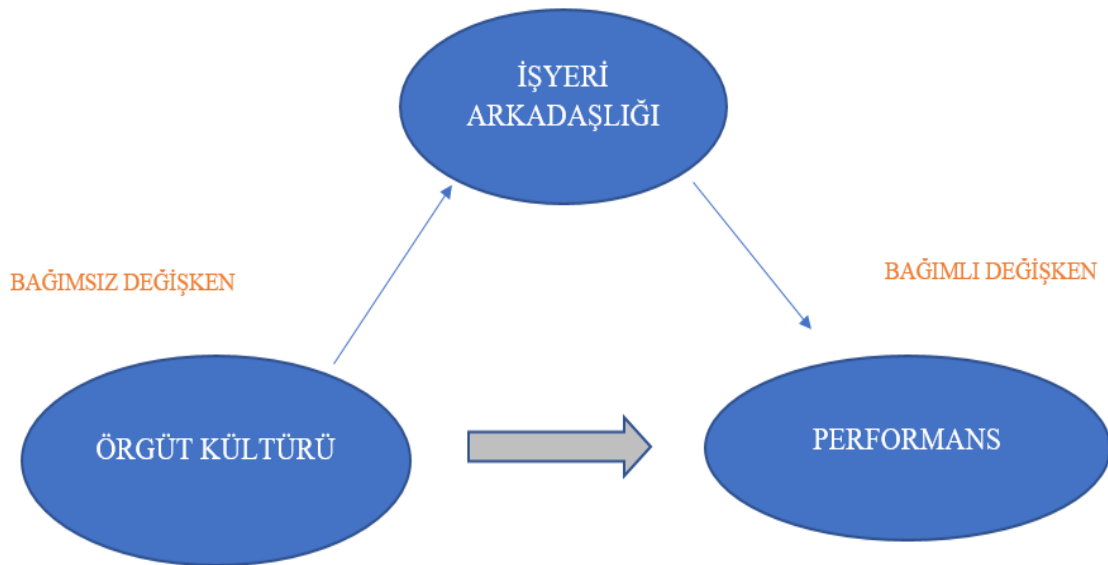 İŞYERİ
ARKADAŞLIĞI
BAĞIMSIZ DEĞİŞKEN
BAĞIMLI DEĞİŞKEN
ÖRGÜT KÜLTÜRÜ
PERFORMANS